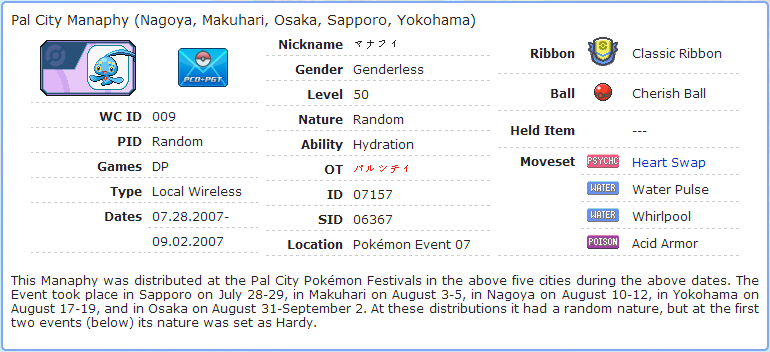 Pal City Manaphy (Nagoya, Makuhari, Osaka, Sapporo, Yokohama)
PCD-PGT
WC ID 009
PID Random
Games DP
Type Local Wireless
Dates 07.28.2007-
09.02.2007
Nickname マナフィ
Gender Genderless
Level 50
Nature Random
Ability Hydration
OT パルシティ
ID 07157
SID 06367
Location Pokémon Event 07
Ribbon Classic Ribbon
Ball Cherish Ball
Held Item ---
Moveset PSYCHC Heart Swap
WATER Water Pulse
WATER Whirlpool
POISON Acid Armor
This Manaphy was distributed at the Pal City Pokémon Festivals in the above five cities during the above dates. The
Event took place in Sapporo on July 28-29, in Makuhari on August 3-5, in Nagoya on August 10-12, in Yokohama on
August 17-19, and in Osaka on August 31-September 2. At these distributions it had a random nature, but at the first
two events (below) its nature was set as Hardy.